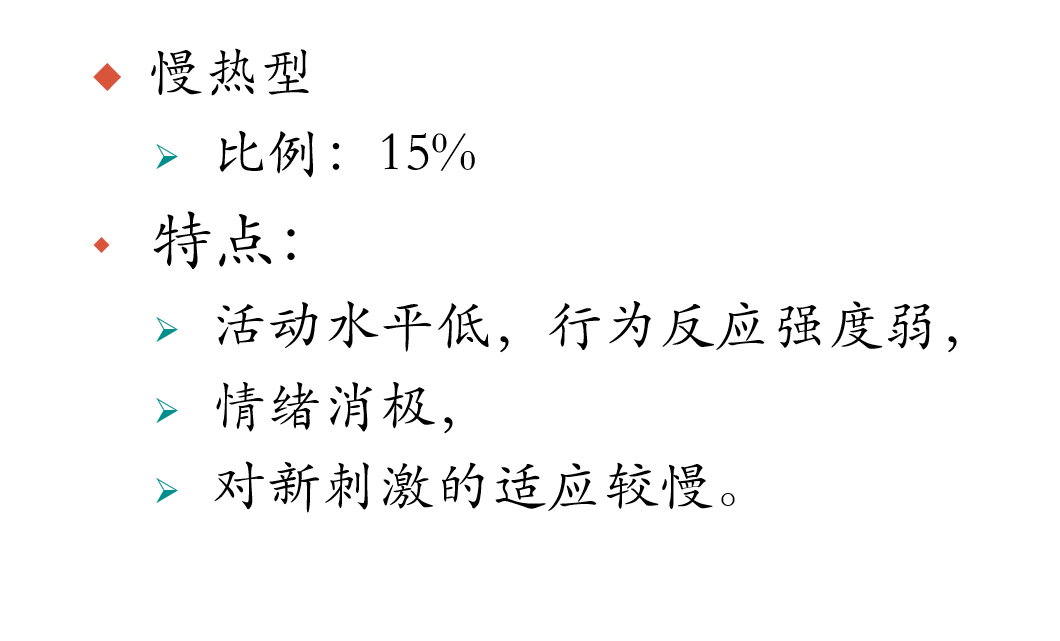 慢热型
比例：15%
特点：
活动水平低，行为反应强度弱，
情绪消极，
对新刺激的适应较慢。